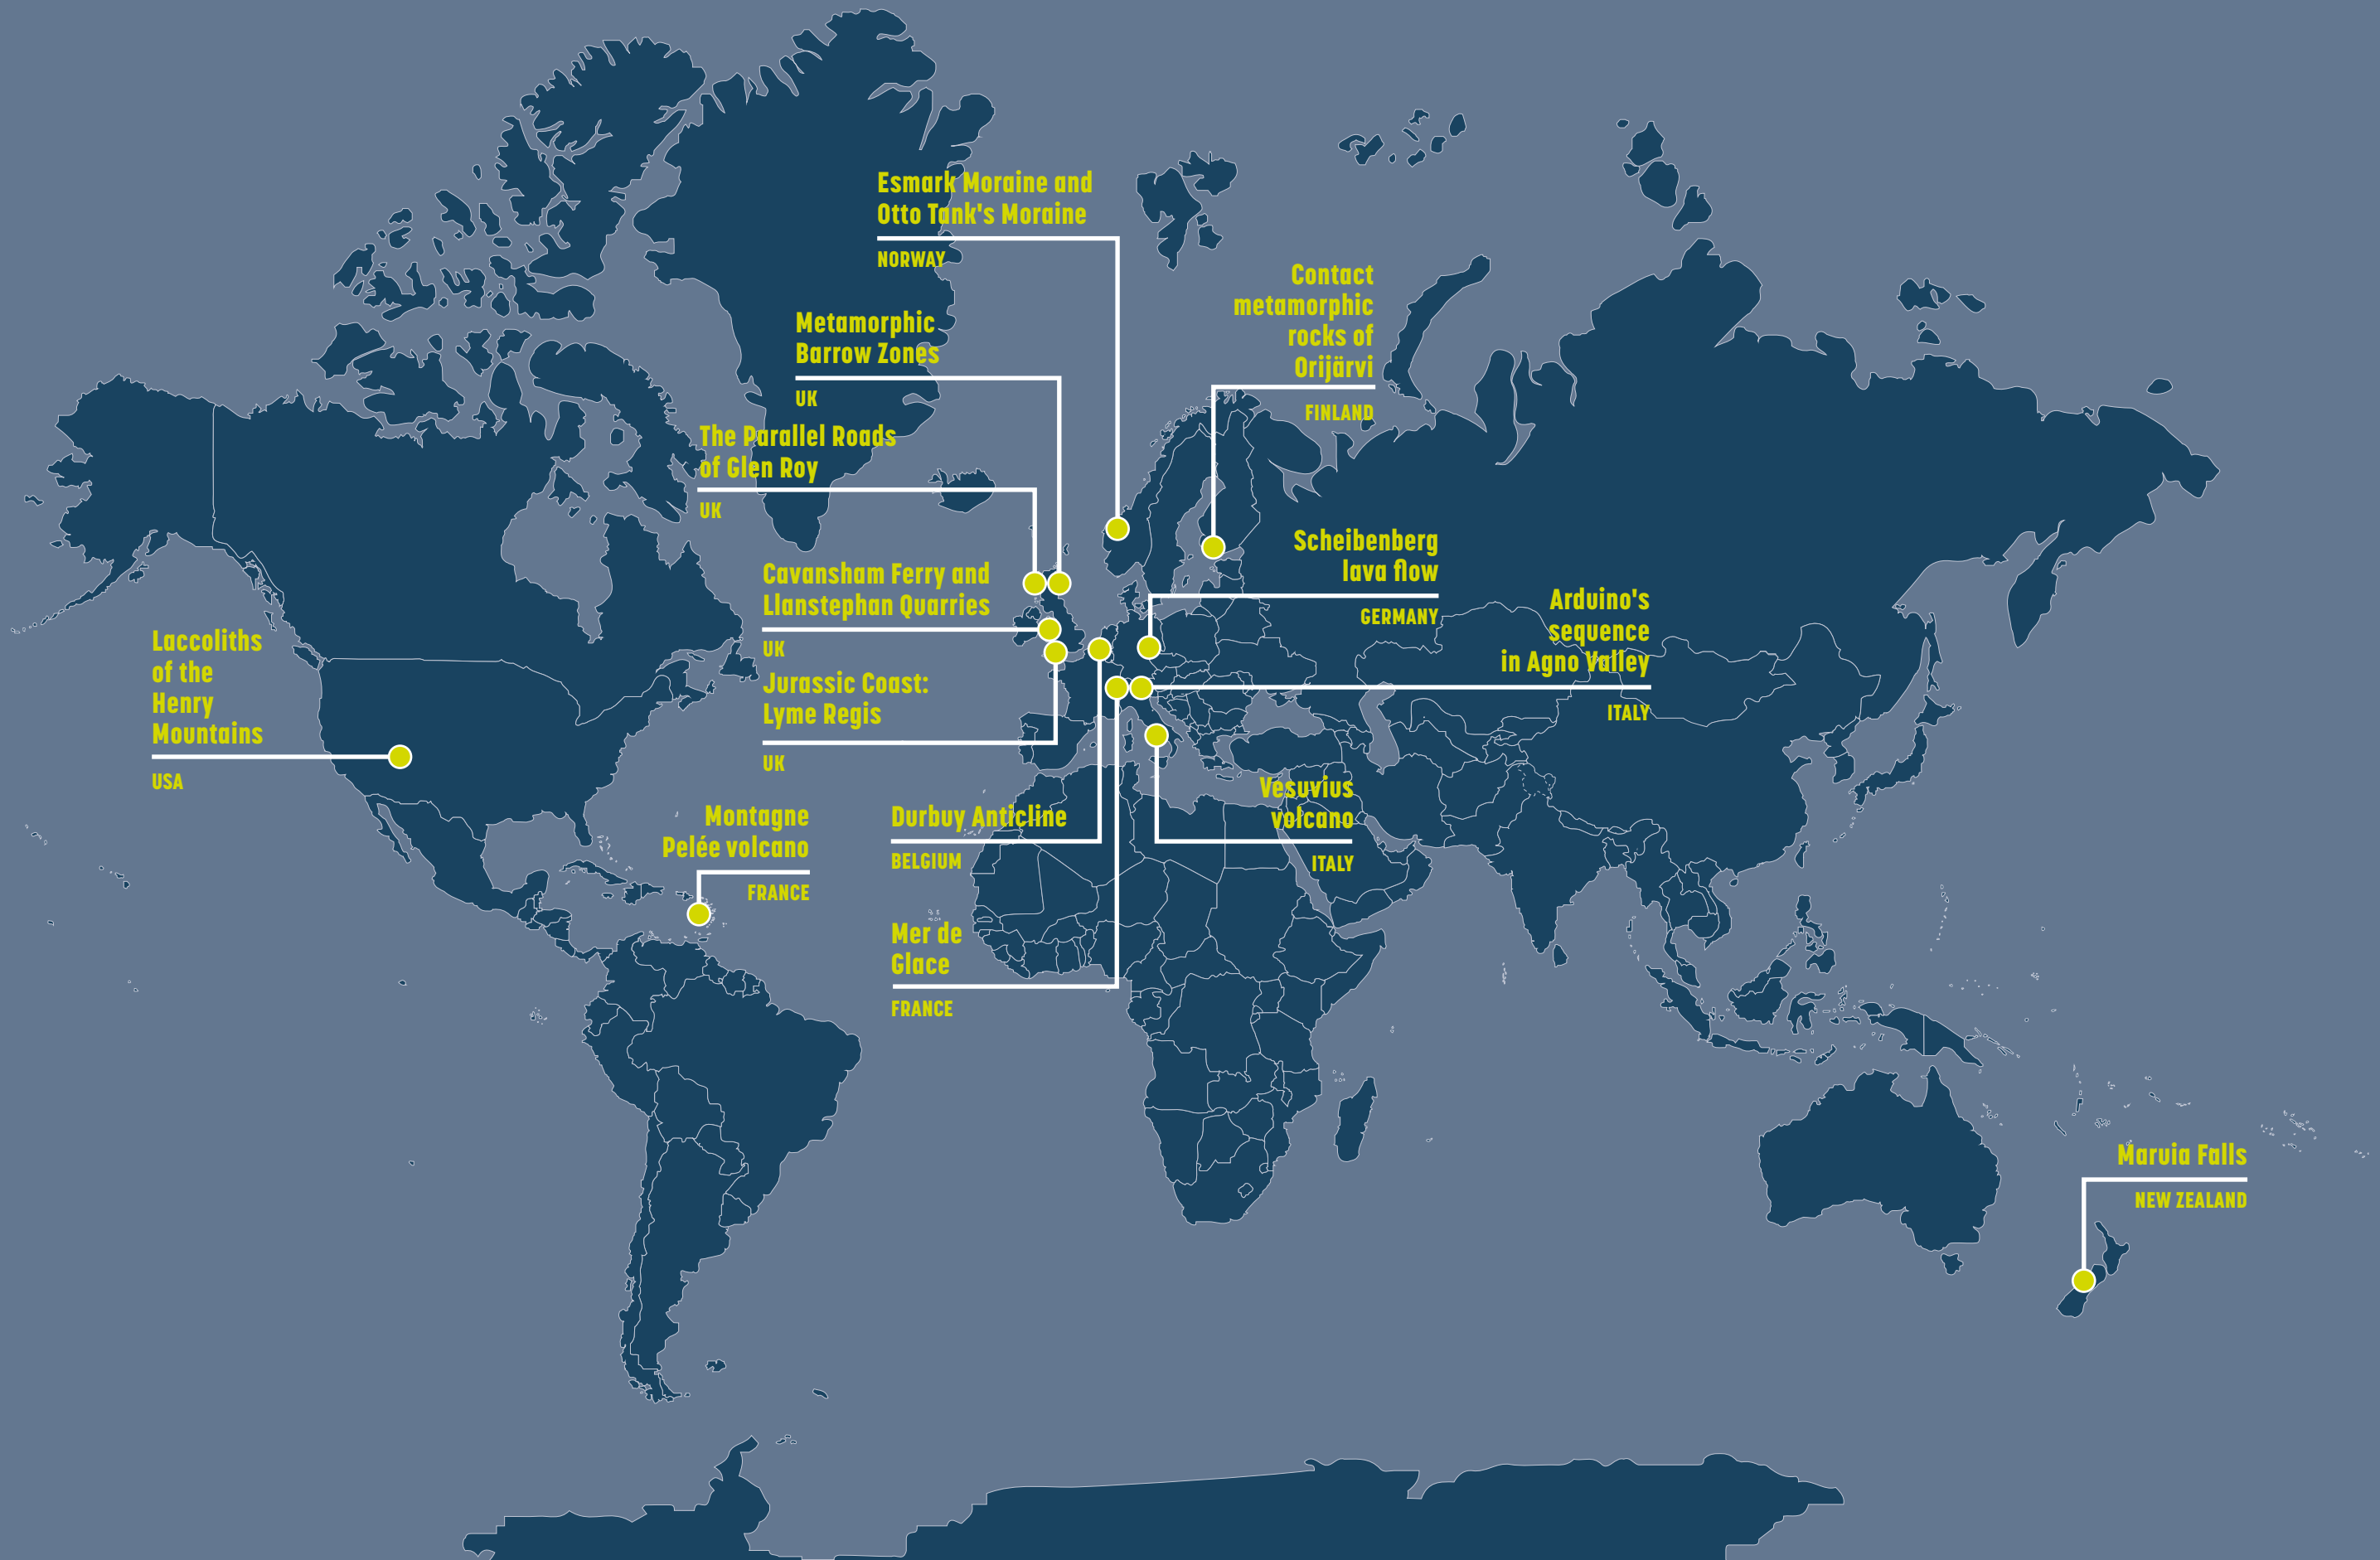 Esmark Moraine and
Otto Tank's Moraine
NORWAY
Contact
metamorphic
rocks of
Orijärvi
FINLAND
Metamorphic
Barrow Zones
UK
The Parallel Roads
of Glen Roy
UK
Scheibenberg
lava flow
GERMANY
Cavansham Ferry and
Llanstephan Quarries
UK
Arduino's
sequence
in Agno Valley
ITALY
Laccoliths
of the
Henry
Mountains
USA
Jurassic Coast:
Lyme Regis
UK
Vesuvius
volcano
ITALY
Montagne
Pelée volcano
FRANCE
Durbuy Anticline
BELGIUM
Mer de
Glace
FRANCE
Maruia Falls
NEW ZEALAND